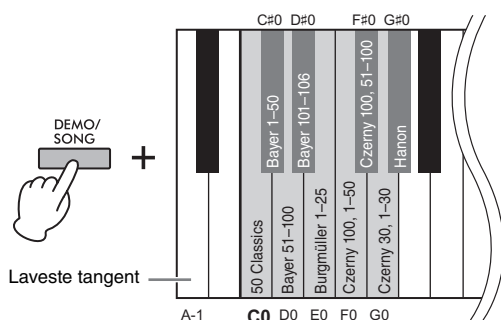 C#0 D#0 F#0 G#0
DEMO/
SONG
+
Bayer 1–50
Bayer 101–106
Czerny 100, 51–100
Hanon
50 Classics
Bayer 51–100
Burgmüller 1–25
Czerny 100, 1–50
Czerny 30, 1–30
Laveste tangent
A-1 C0 D0 E0 F0 G0